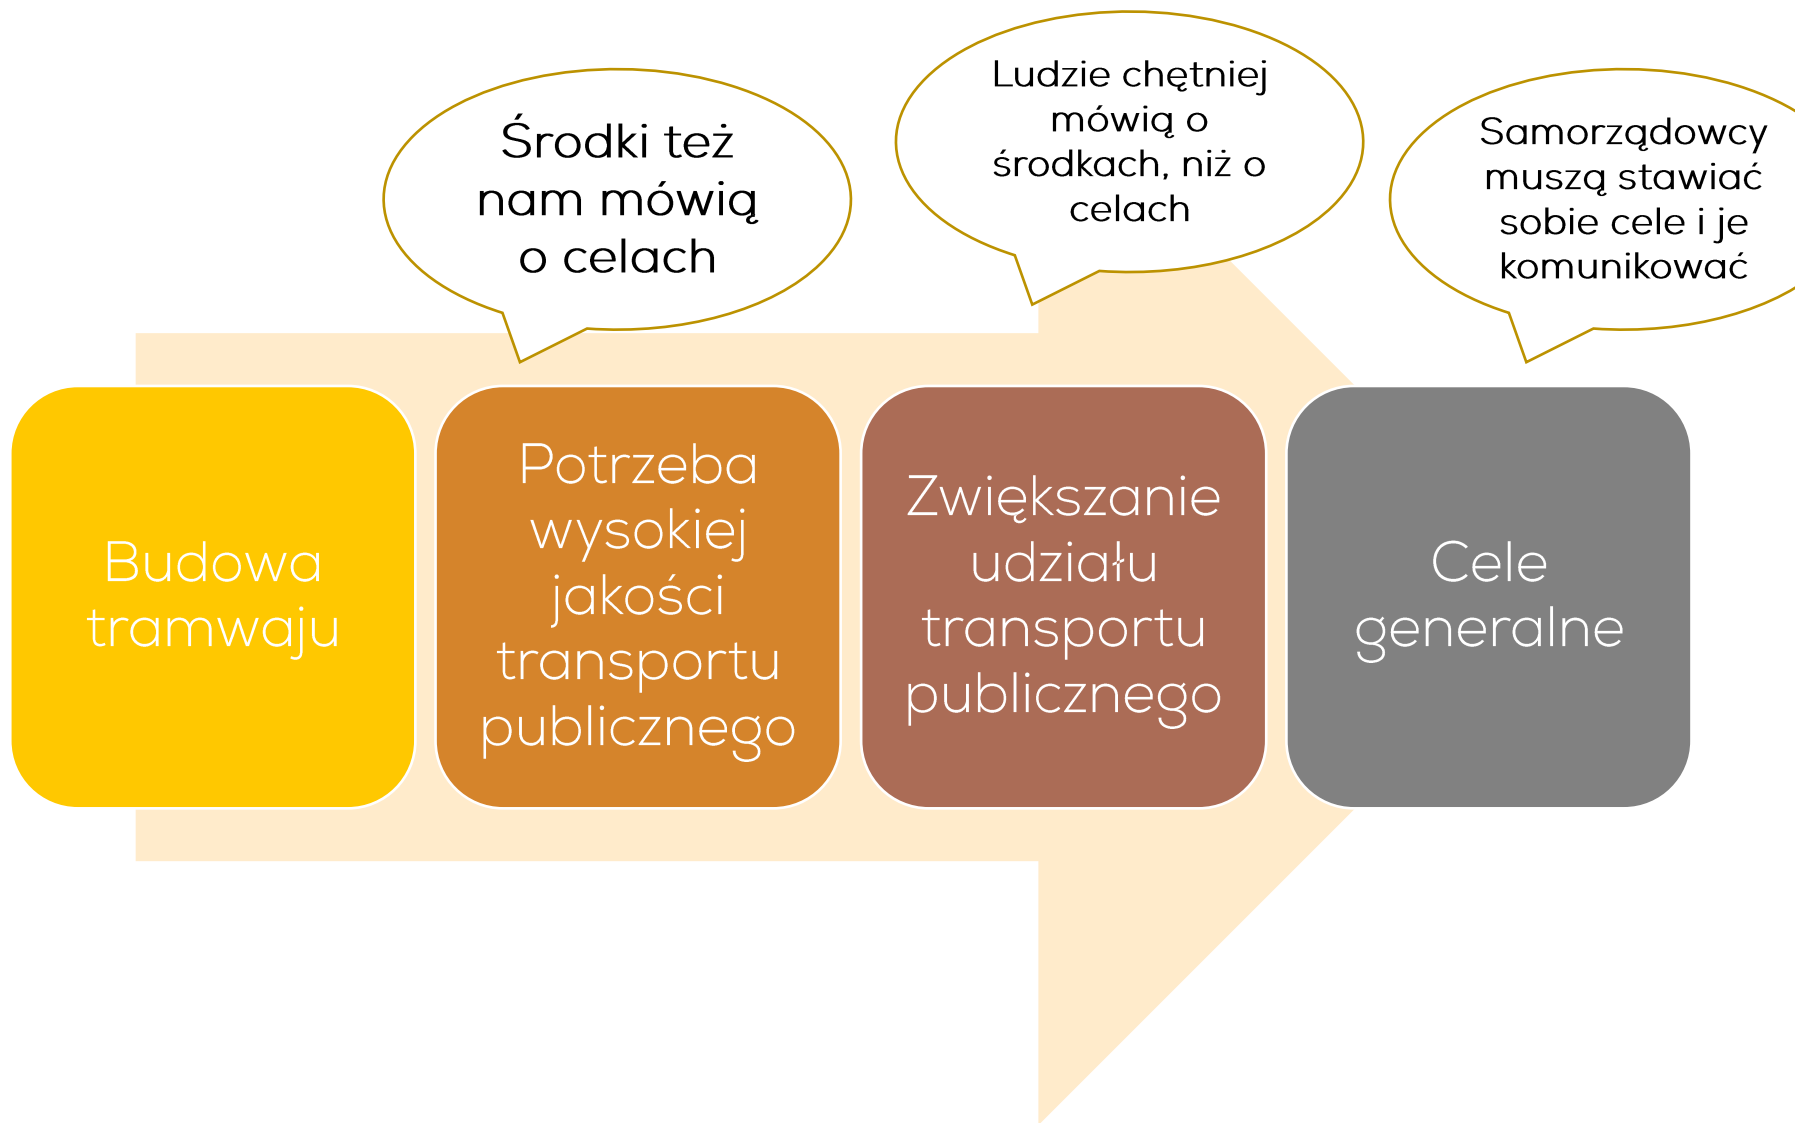 Środki też
nam mówią
o celach
Ludzie chętniej
mówią o
środkach, niż o
celach
Samorządowcy
muszą stawiać
sobie cele i je
komunikować
Budowa
tramwaju
Potrzeba
wysokiej
jakości
transportu
publicznego
Zwiększanie
udziału
transportu
publicznego
Cele
generalne